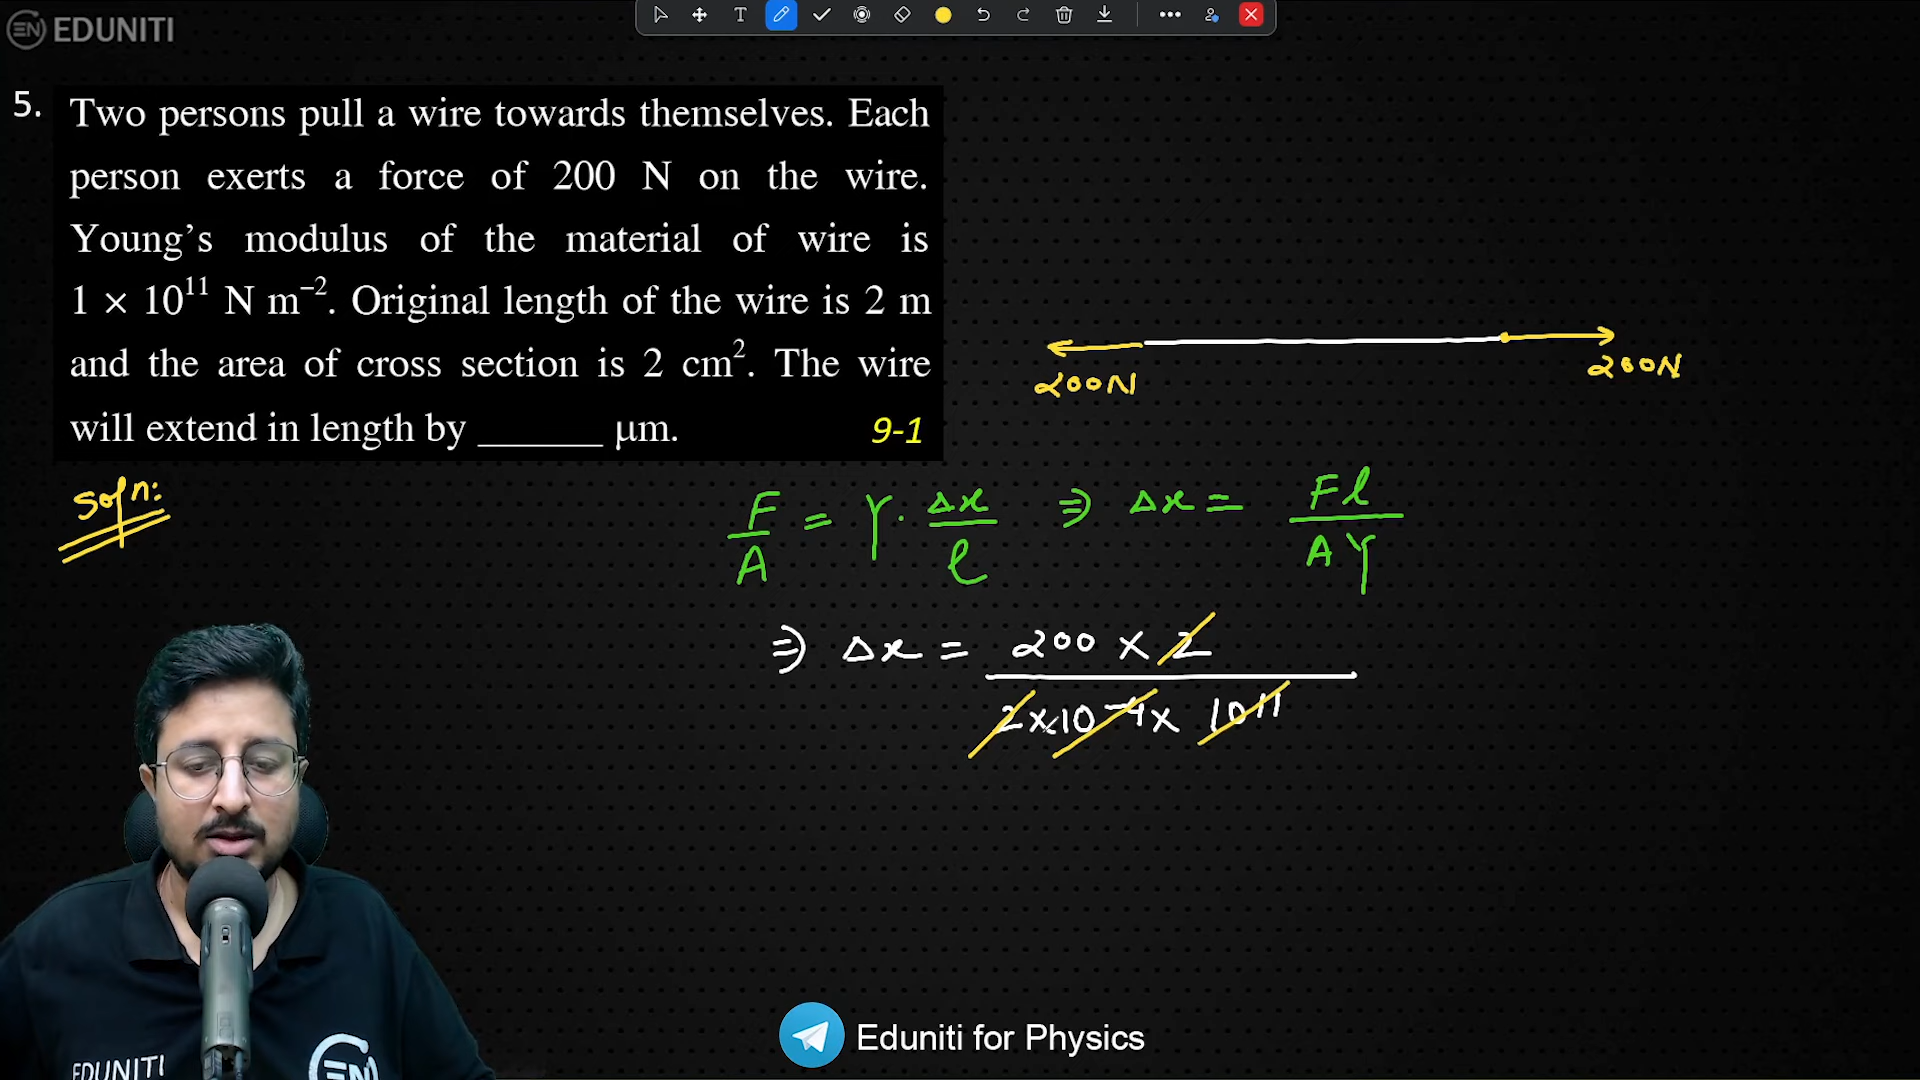 EDUNITI
5. Two persons pull a wire towards themselves. Each
person exerts a force of 200 N on the wire.
Young's modulus of the material of wire is
1 × 10¹¹ N m⁻². Original length of the wire is 2 m
and the area of cross section is 2 cm². The wire
will extend in length by ______ μm. 9-1
200N 200N
Soln:
F/A = Y · Δx/l ⇒ Δx = Fl/AY
⇒ Δx = 200 × 2
2×10⁻⁴× 10¹¹
EDUNITI
Eduniti for Physics